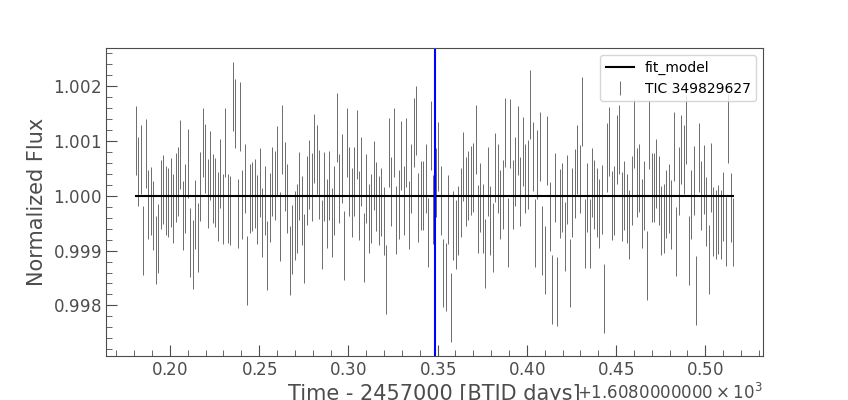 fit_model
TIC 349829627
1.002
1.001
1.000
0.999
0.998
Normalized Flux
0.20 0.25 0.30 0.35 0.40 0.45 0.50
Time - 2457000 [BTJD days]
+1.6080000000 × 10³